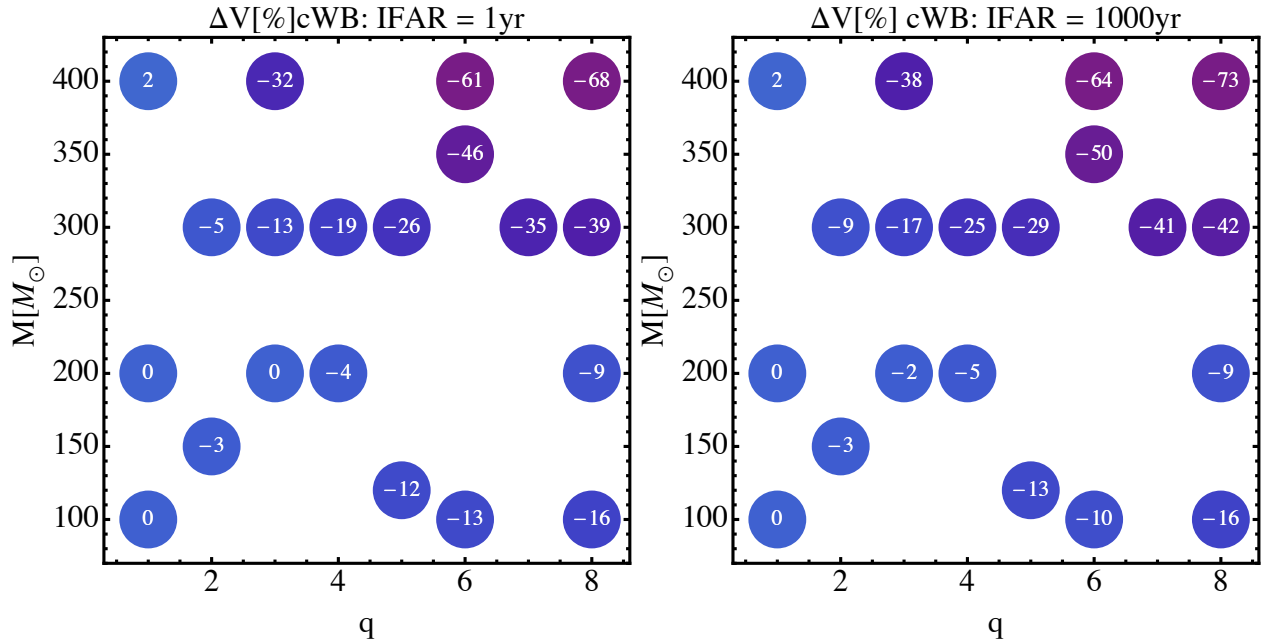 ΔV[%]cWB: IFAR = 1yr
400
350
300
250
200
150
100
M[M⊙]
2 −32 −61 −68
−46
−5 −13 −19 −26 −35 −39
0 0 −4 −9
−3
−12
0 −13 −16
2 4 6 8
q
ΔV[%] cWB: IFAR = 1000yr
400
350
300
250
200
150
100
M[M⊙]
2 −38 −64 −73
−50
−9 −17 −25 −29 −41 −42
0 −2 −5 −9
−3
−13
0 −10 −16
2 4 6 8
q